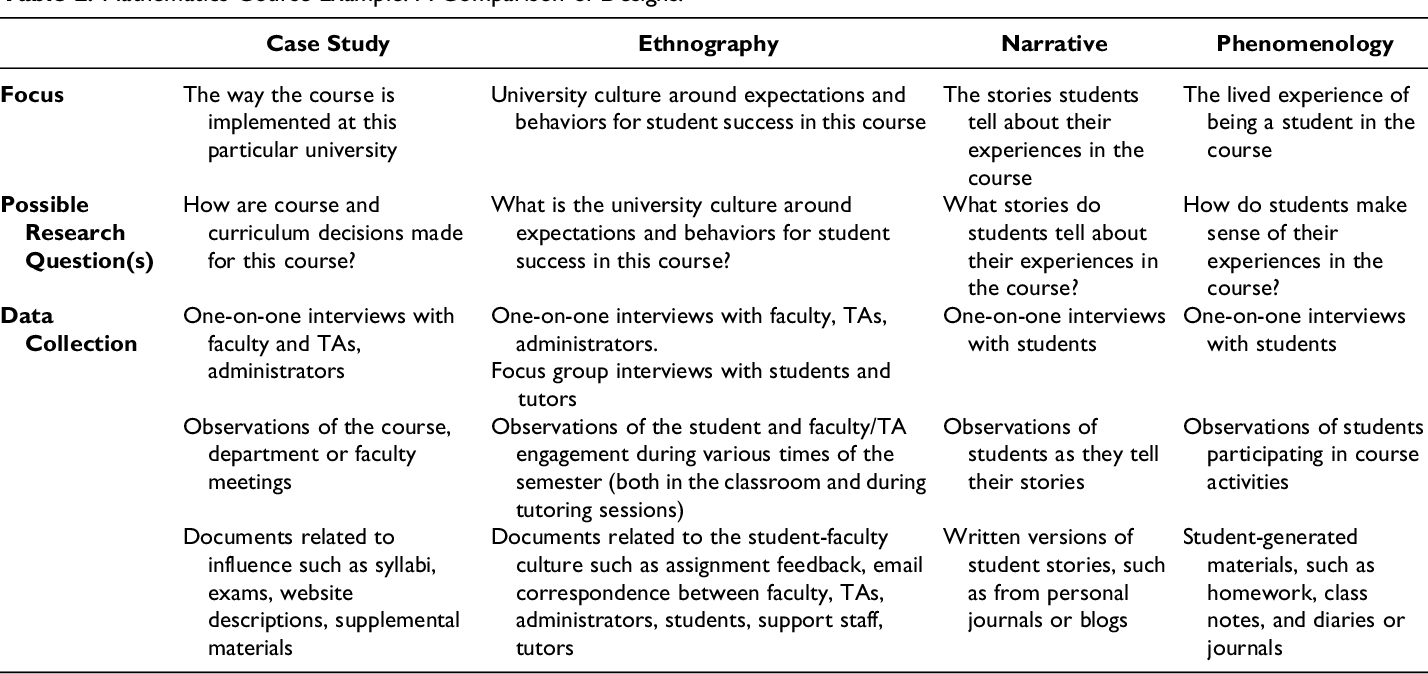 Case Study Ethnography Narrative Phenomenology
Focus
The way the course is
implemented at this
particular university
University culture around expectations and
behaviors for student success in this course
The stories students
tell about their
experiences in the
course
The lived experience of
being a student in the
course
Possible
Research
Question(s)
How are course and
curriculum decisions made
for this course?
What is the university culture around
expectations and behaviors for student
success in this course?
What stories do
students tell about
their experiences in
the course?
How do students make
sense of their
experiences in the
course?
Data
Collection
One-on-one interviews with
faculty and TAs,
administrators
One-on-one interviews with faculty, TAs,
administrators.
Focus group interviews with students and
tutors
One-on-one interviews
with students
One-on-one interviews
with students
Observations of the course,
department or faculty
meetings
Observations of the student and faculty/TA
engagement during various times of the
semester (both in the classroom and during
tutoring sessions)
Observations of
students as they tell
their stories
Observations of students
participating in course
activities
Documents related to
influence such as syllabi,
exams, website
descriptions, supplemental
materials
Documents related to the student-faculty
culture such as assignment feedback, email
correspondence between faculty, TAs,
administrators, students, support staff,
tutors
Written versions of
student stories, such
as from personal
journals or blogs
Student-generated
materials, such as
homework, class
notes, and diaries or
journals